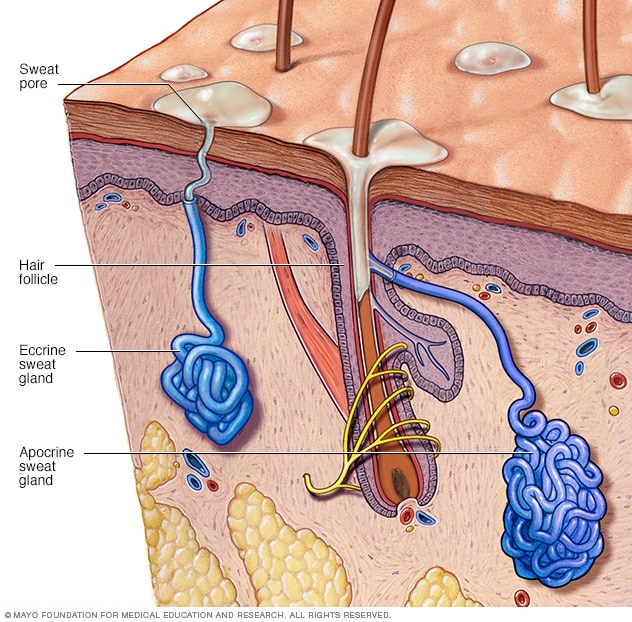 Sweat
pore
Hair
follicle
Eccrine
sweat
gland
Apocrine
sweat
gland
© MAYO FOUNDATION FOR MEDICAL EDUCATION AND RESEARCH. ALL RIGHTS RESERVED.